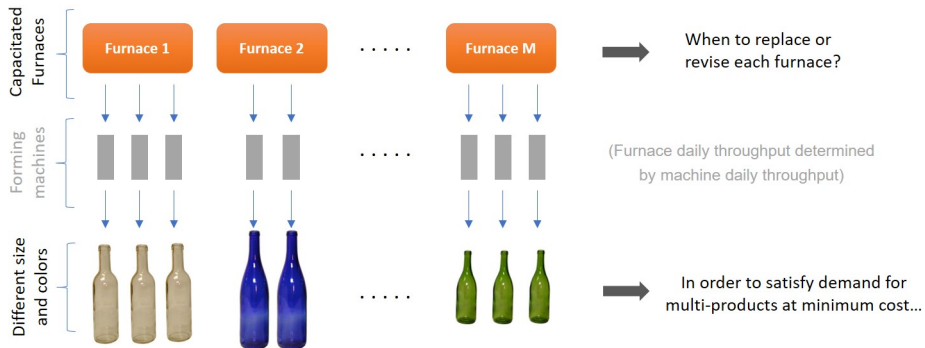 Capacitated
Furnaces
Furnace 1
Furnace 2
.....
Furnace M
When to replace or
revise each furnace?
Forming
machines
.....
(Furnace daily throughput determined
by machine daily throughput)
Different size
and colors
.....
In order to satisfy demand for
multi-products at minimum cost...